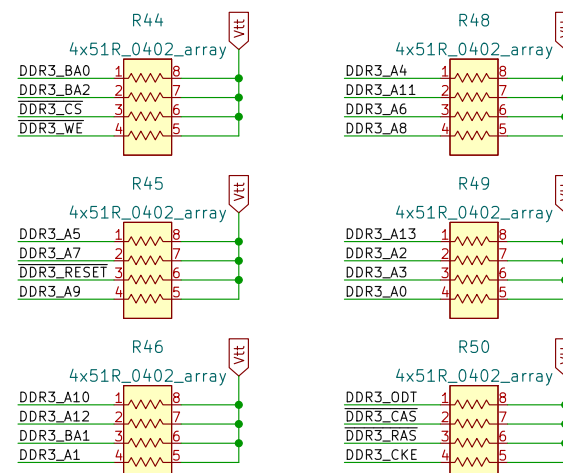 R44
Vtt
4x51R_0402_array
DDR3_BA0 1 8
DDR3_BA2 2 7
DDR3_CS 3 6
DDR3_WE 4 5
R48
4x51R_0402_array
DDR3_A4 1 8
DDR3_A11 2 7
DDR3_A6 3 6
DDR3_A8 4 5
R45
Vtt
4x51R_0402_array
DDR3_A5 1 8
DDR3_A7 2 7
DDR3_RESET 3 6
DDR3_A9 4 5
R49
4x51R_0402_array
DDR3_A13 1 8
DDR3_A2 2 7
DDR3_A3 3 6
DDR3_A0 4 5
R46
Vtt
4x51R_0402_array
DDR3_A10 1 8
DDR3_A12 2 7
DDR3_BA1 3 6
DDR3_A1 4 5
R50
4x51R_0402_array
DDR3_ODT 1 8
DDR3_CAS 2 7
DDR3_RAS 3 6
DDR3_CKE 4 5